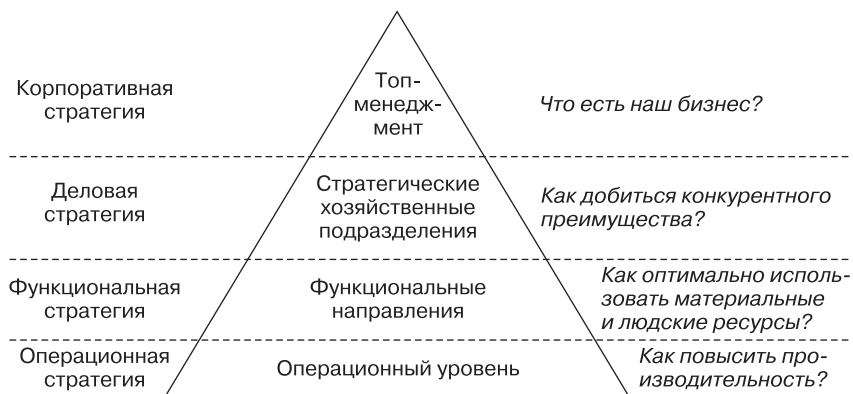 Корпоративная
стратегия
Топ-
менедж-
мент
Что есть наш бизнес?
Деловая
стратегия
Стратегические
хозяйственные
подразделения
Как добиться конкурентного
преимущества?
Функциональная
стратегия
Функциональные
направления
Как оптимально исполь-
зовать материальные
и людские ресурсы?
Операционная
стратегия
Операционный уровень
Как повысить про-
изводительность?